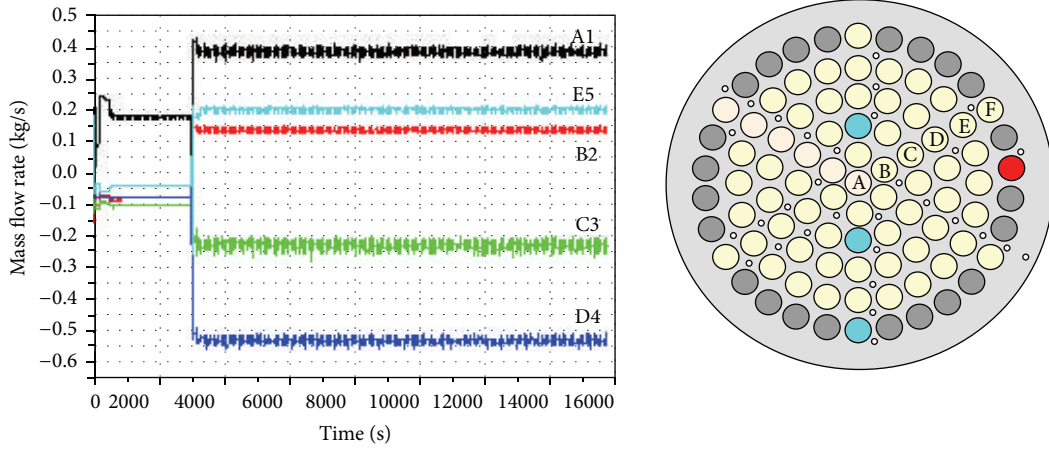 0.5
0.4
0.3
0.2
0.1
0.0
−0.1
−0.2
−0.3
−0.4
−0.5
−0.6
Mass flow rate (kg/s)
A1
E5
B2
C3
D4
0 2000 4000 6000 8000 10000 12000 14000 16000
Time (s)
F
E
D
C
B
A